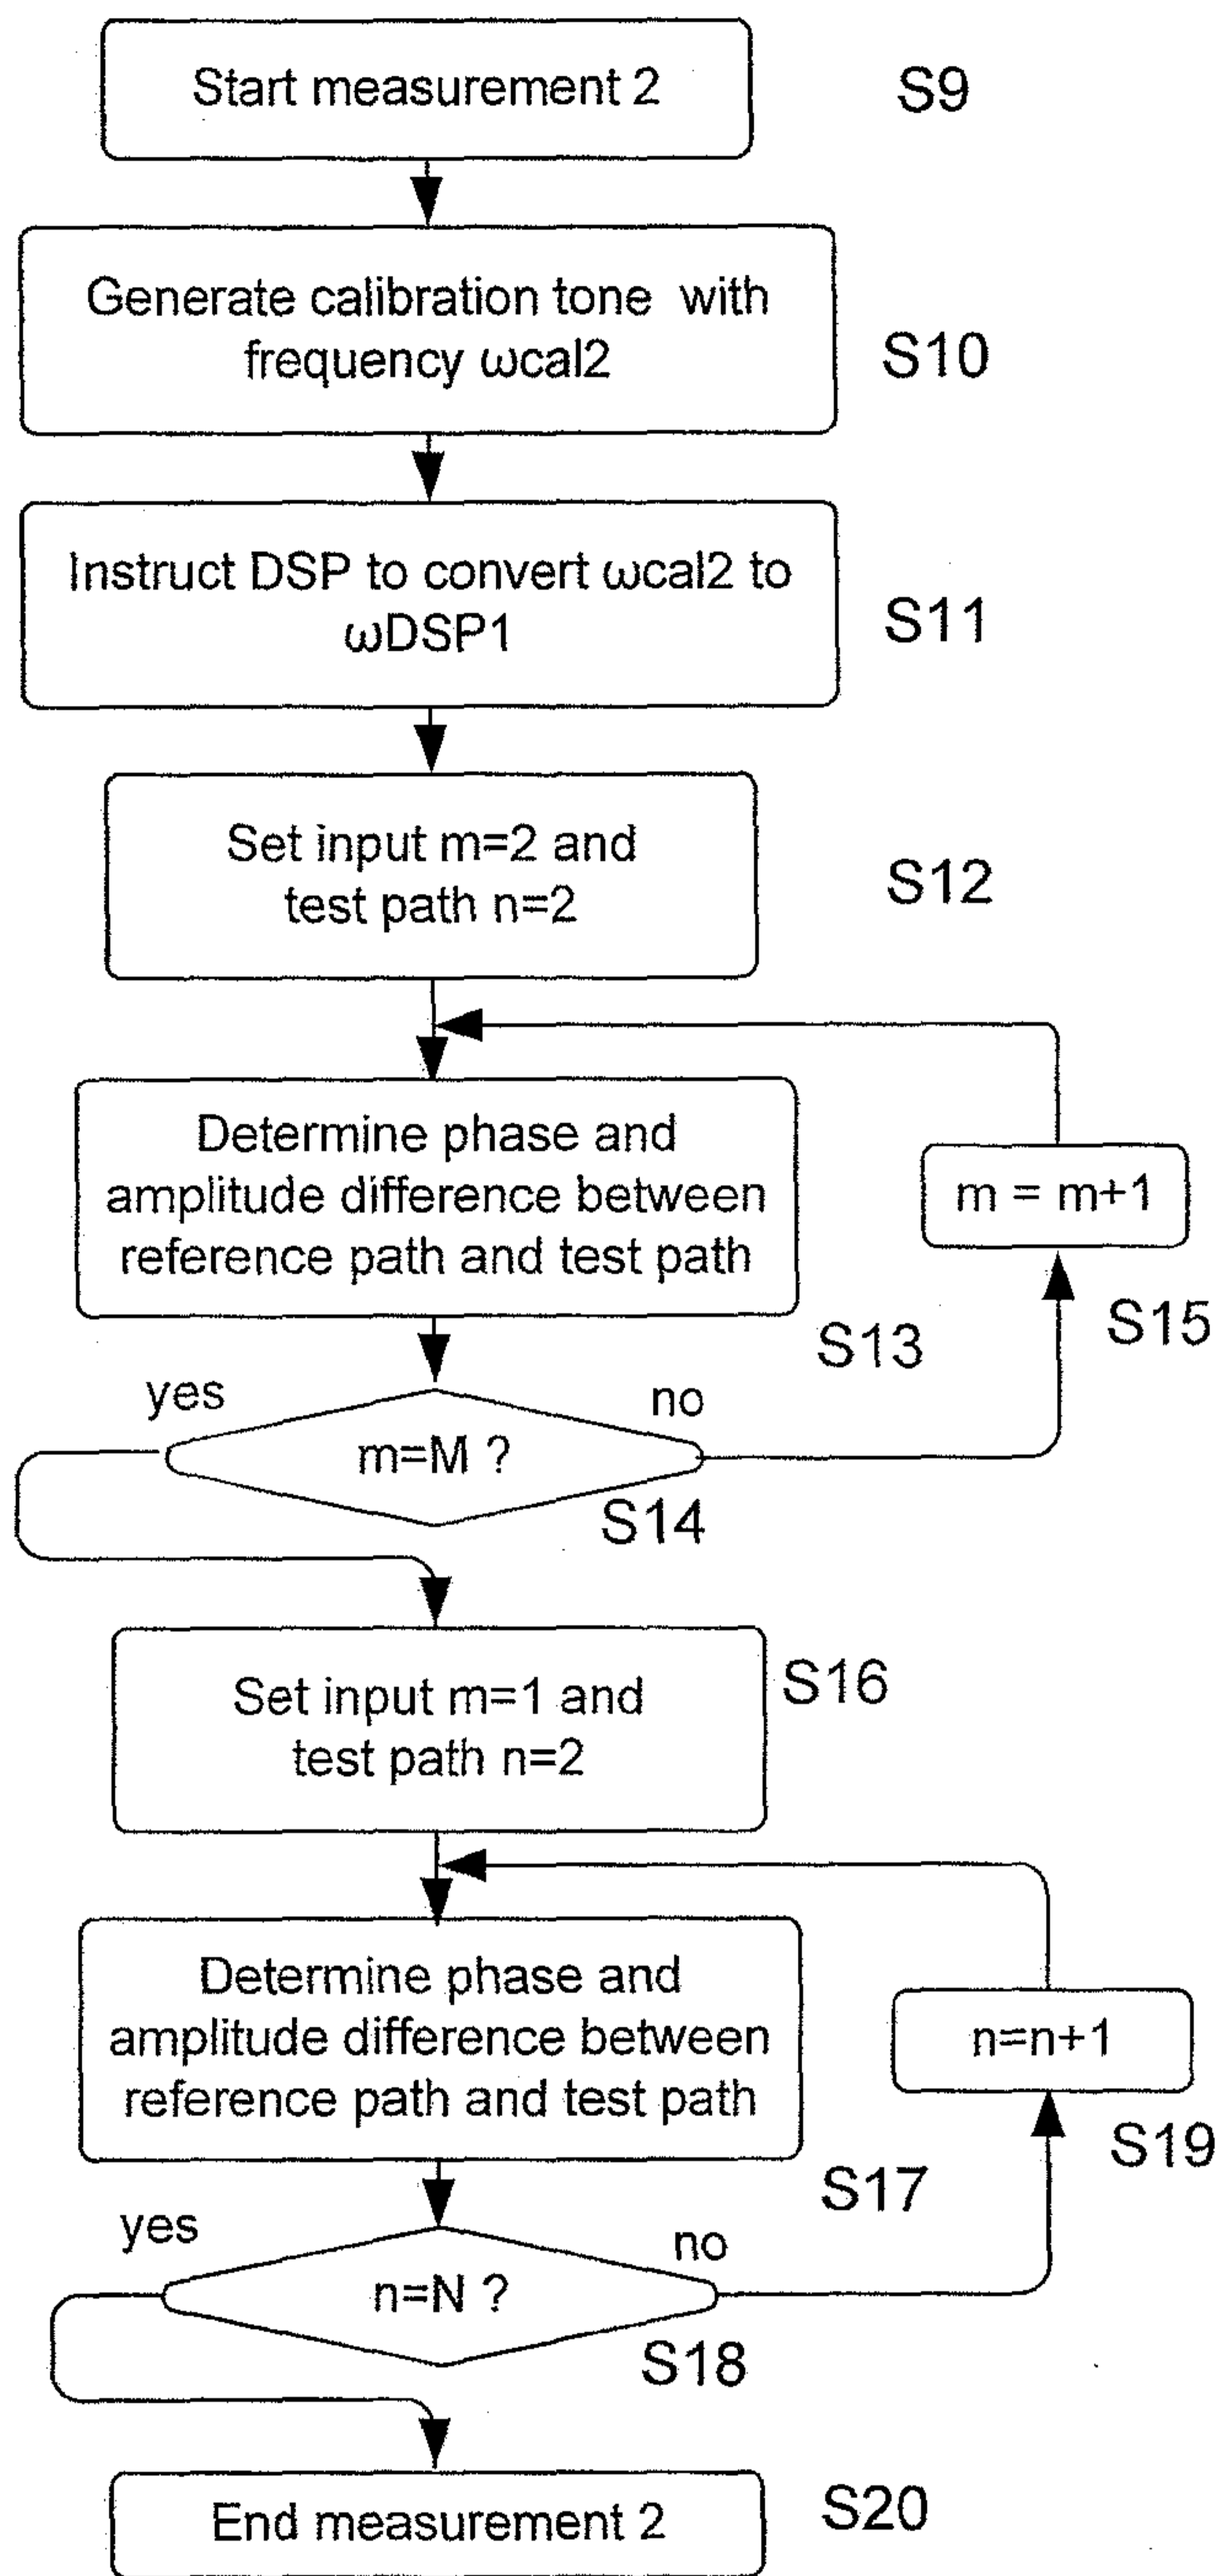 Start measurement 2
S9
Generate calibration tone with
frequency ωcal2
S10
Instruct DSP to convert ωcal2 to
ωDSP1
S11
Set input m=2 and
test path n=2
S12
Determine phase and
amplitude difference between
reference path and test path
S13
m = m+1
S15
yes
no
m=M ?
S14
Set input m=1 and
test path n=2
S16
Determine phase and
amplitude difference between
reference path and test path
S17
n=n+1
S19
yes
no
n=N ?
S18
End measurement 2
S20